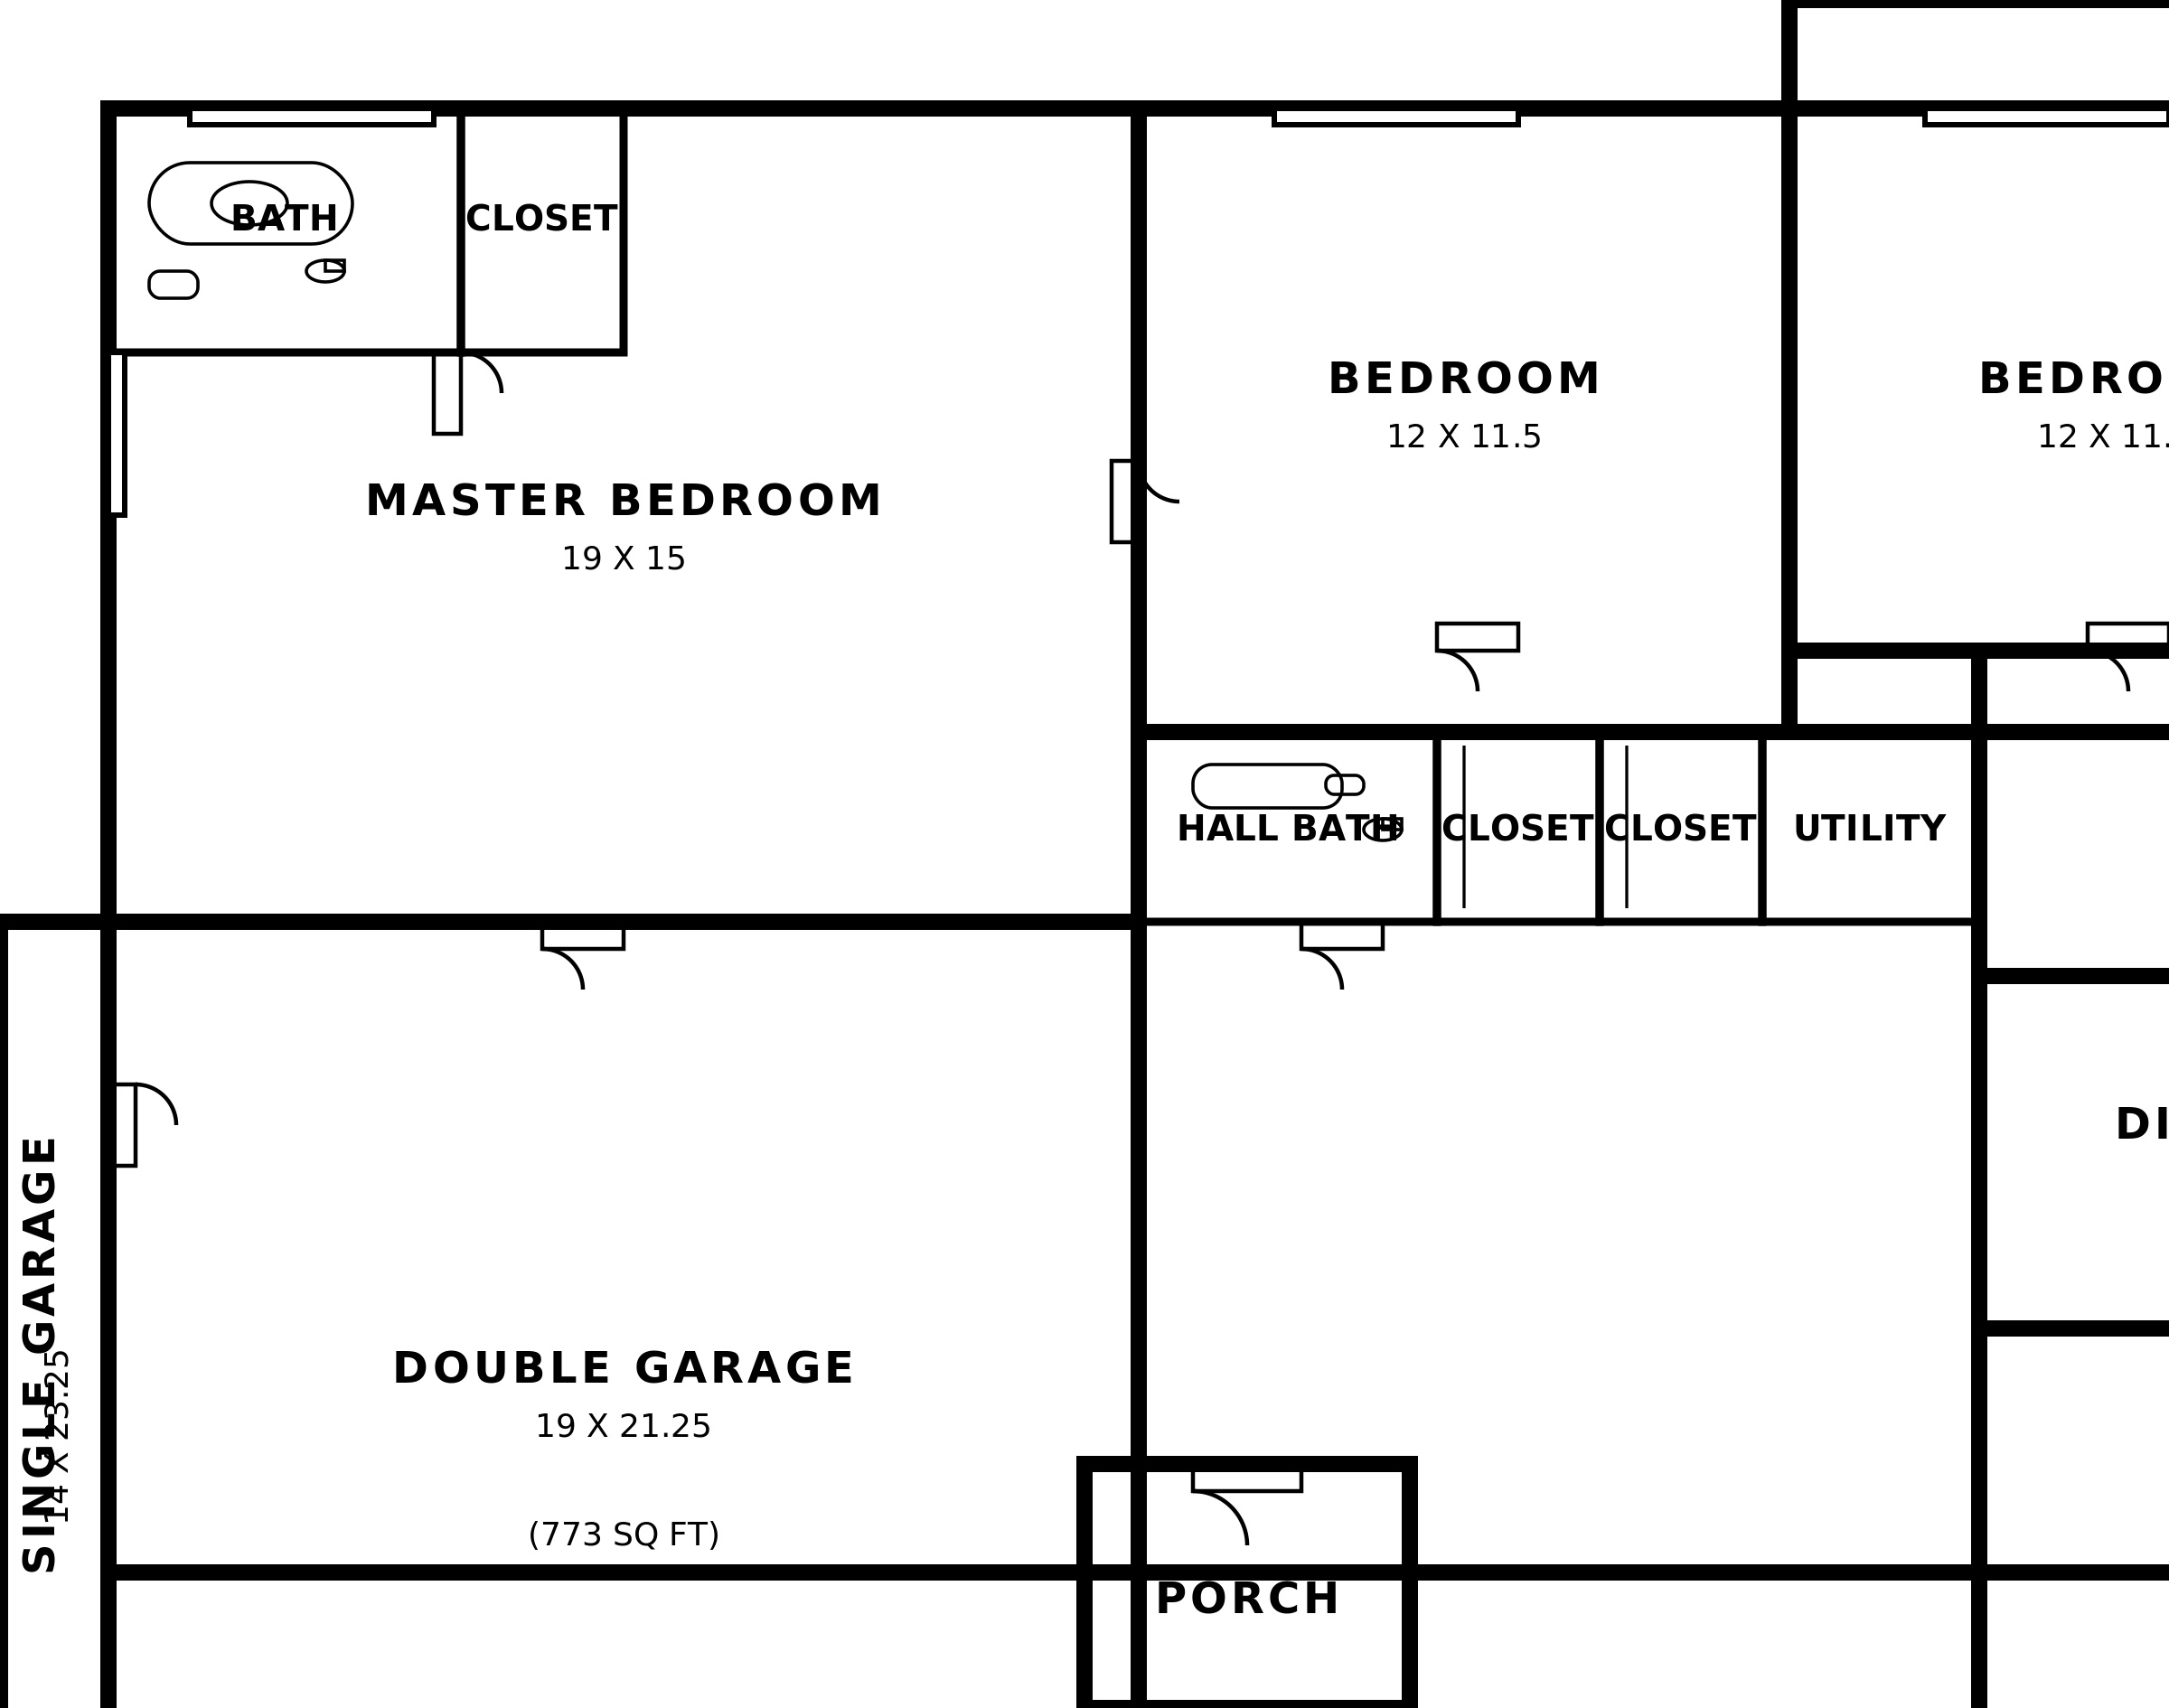 BATH
CLOSET
BEDROOM
12 X 11.5
BEDRO
12 X 11.
MASTER BEDROOM
19 X 15
HALL BATH
CLOSET
CLOSET
UTILITY
DI
SINGLE GARAGE
14 X 23.25
DOUBLE GARAGE
19 X 21.25
(773 SQ FT)
PORCH